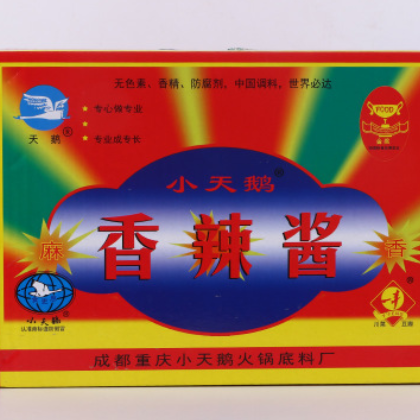 无色素、香精、防腐剂，中国调料，世界必达
★ 专心做专业
★
★ 专业成专长
天鹅®
FOOD
小天鹅®
麻
香辣酱
香
小天鹅
成都重庆小天鹅火锅底料厂